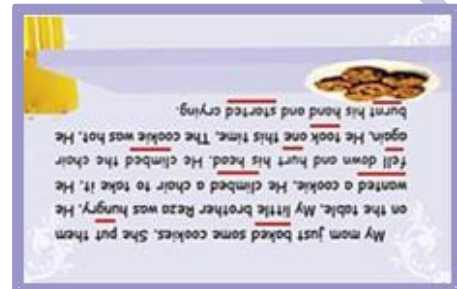 My mom just baked some cookies. She put them
on the table. My little brother Reza was hungry. He
wanted a cookie. He climbed a chair to take it. He
fell down and hurt his head. He climbed the chair
again. He took one this time. The cookie was hot. He
burnt his hand and started crying.